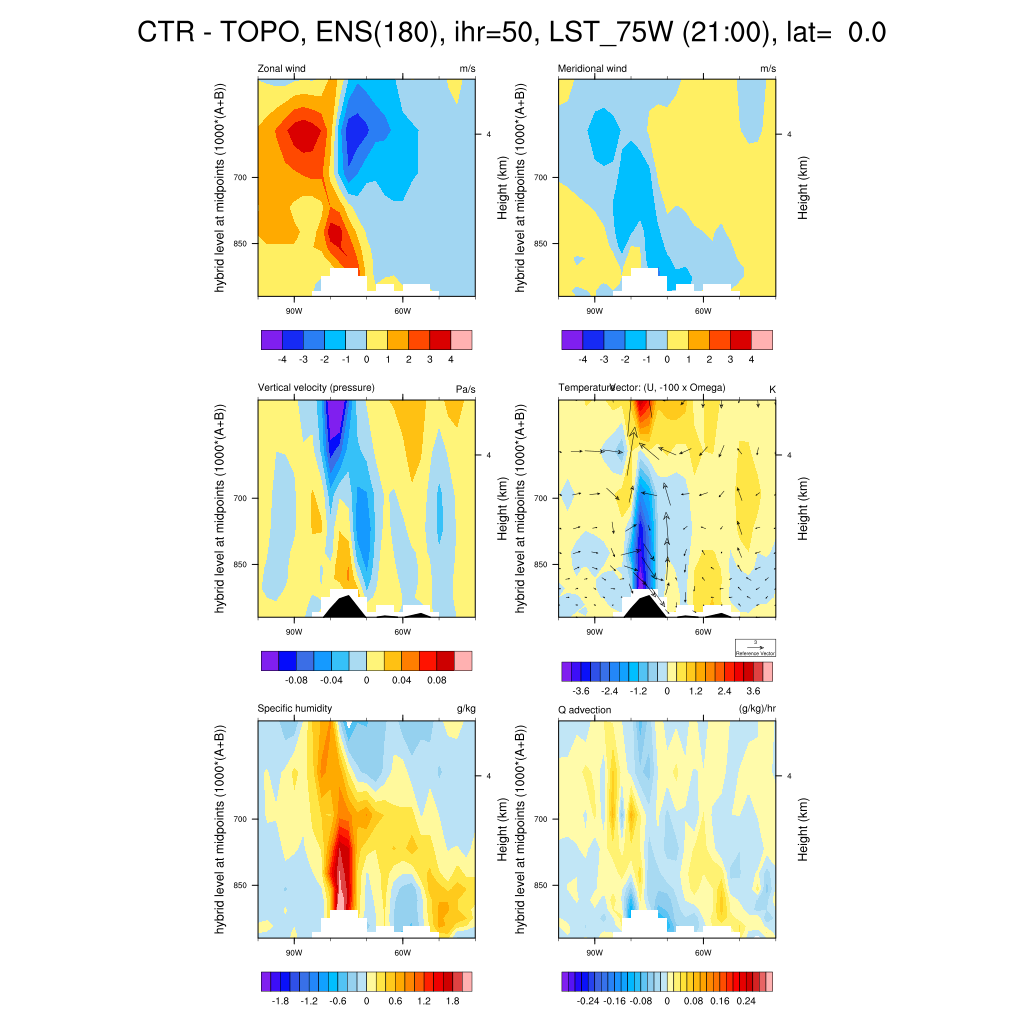 CTR - TOPO, ENS(180), ihr=50, LST_75W (21:00), lat=  0.0
Zonal wind
m/s
hybrid level at midpoints (1000*(A+B))
700
850
4
Height (km)
90W
60W
-4 -3 -2 -1 0 1 2 3 4
Meridional wind
m/s
hybrid level at midpoints (1000*(A+B))
700
850
4
Height (km)
90W
60W
-4 -3 -2 -1 0 1 2 3 4
Vertical velocity (pressure)
Pa/s
hybrid level at midpoints (1000*(A+B))
700
850
4
Height (km)
90W
60W
-0.08 -0.04 0 0.04 0.08
Temperature
Vector: (U, -100 x Omega)
K
hybrid level at midpoints (1000*(A+B))
700
850
4
Height (km)
90W
60W
3
Reference Vector
-3.6 -2.4 -1.2 0 1.2 2.4 3.6
Specific humidity
g/kg
hybrid level at midpoints (1000*(A+B))
700
850
4
Height (km)
90W
60W
-1.8 -1.2 -0.6 0 0.6 1.2 1.8
Q advection
(g/kg)/hr
hybrid level at midpoints (1000*(A+B))
700
850
4
Height (km)
90W
60W
-0.24 -0.16 -0.08 0 0.08 0.16 0.24